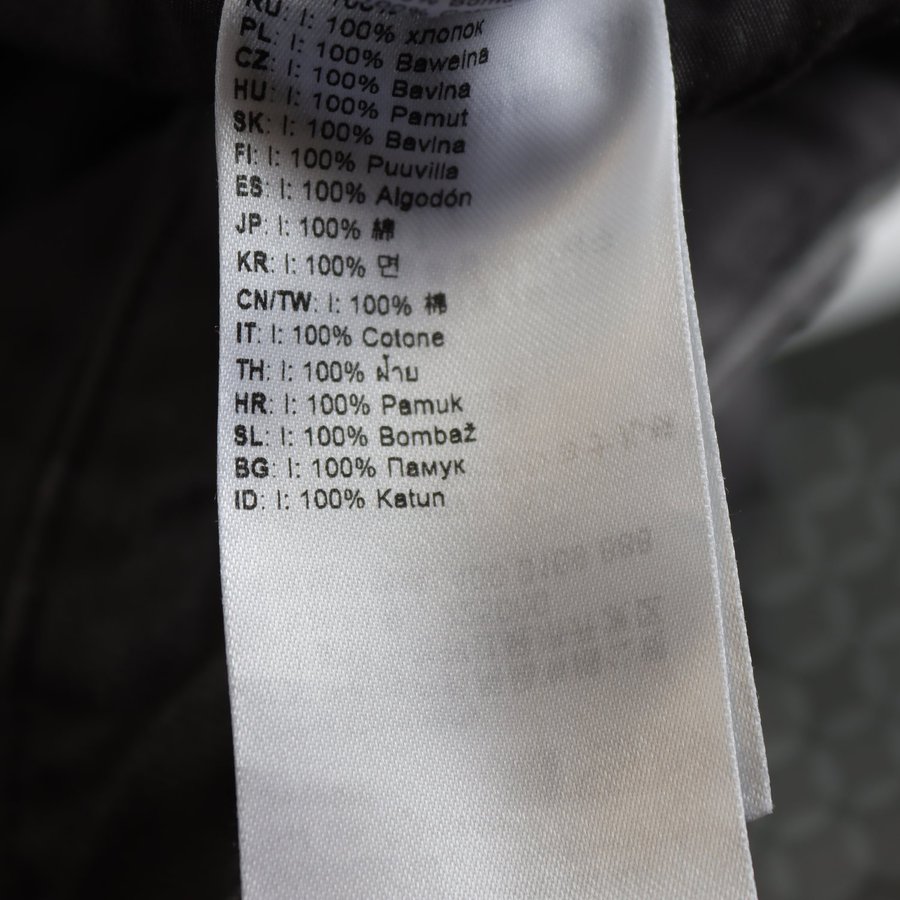 RU: I: 100% хлопок
PL: I: 100% Bawełna
CZ: I: 100% Bavlna
HU: I: 100% Pamut
SK: I: 100% Bavlna
FI: I: 100% Puuvilla
ES: I: 100% Algodón
JP: I: 100% 綿
KR: I: 100% 면
CN/TW: I: 100% 棉
IT: I: 100% Cotone
TH: I: 100% ฝ้าย
HR: I: 100% Pamuk
SL: I: 100% Bombaž
BG: I: 100% Памук
ID: I: 100% Katun